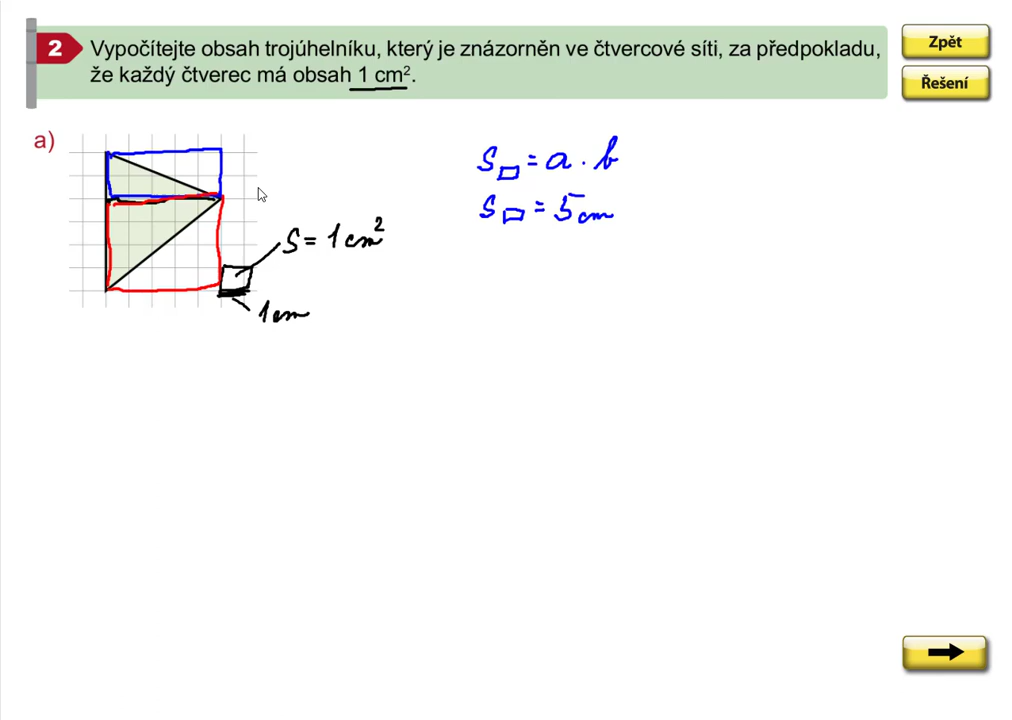 2 Vypočítejte obsah trojúhelníku, který je znázorněn ve čtvercové síti, za předpokladu,
že každý čtverec má obsah 1 cm².
Zpět
Řešení
a)
S = 1 cm²
1 cm
S▭ = a · b
S▭ = 5 cm